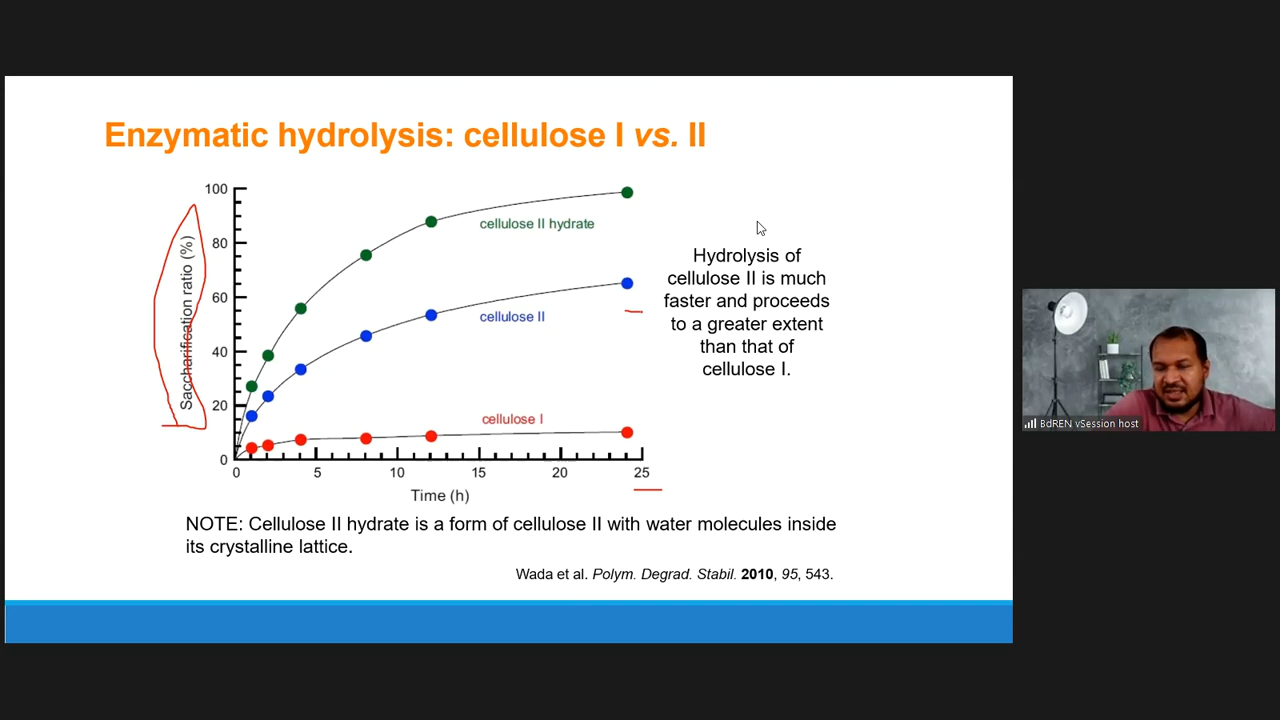 Enzymatic hydrolysis: cellulose I vs. II
100
80
60
40
20
0
Saccharification ratio (%)
cellulose II hydrate
cellulose II
cellulose I
0 5 10 15 20 25
Time (h)
Hydrolysis of
cellulose II is much
faster and proceeds
to a greater extent
than that of
cellulose I.
NOTE: Cellulose II hydrate is a form of cellulose II with water molecules inside
its crystalline lattice.
Wada et al. Polym. Degrad. Stabil. 2010, 95, 543.
BdREN vSession host